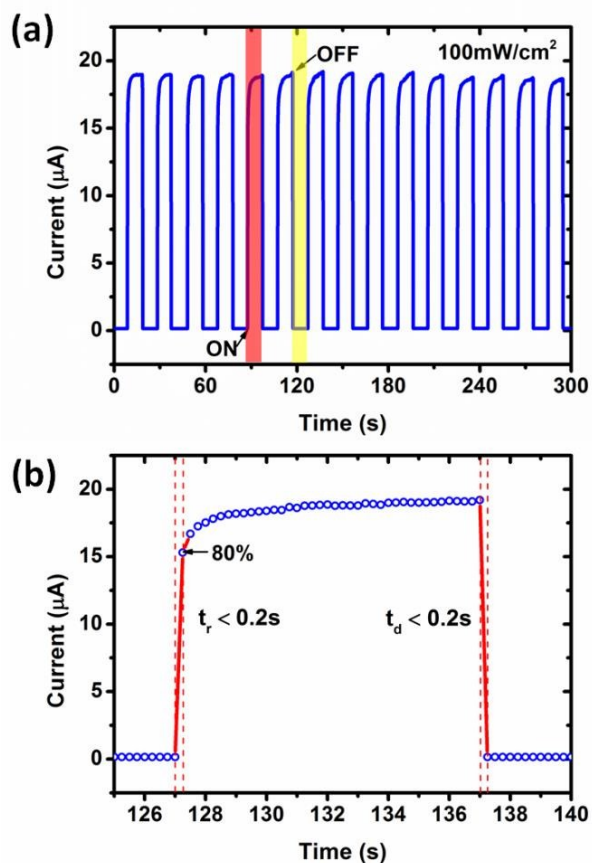 (a)
100mW/cm²
OFF
ON
20
15
10
5
0
Current (μA)
0 60 120 180 240 300
Time (s)
(b)
80%
t_r < 0.2s
t_d < 0.2s
20
15
10
5
0
Current (μA)
126 128 130 132 134 136 138 140
Time (s)